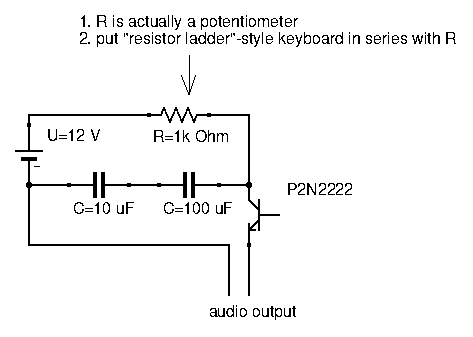 1. R is actually a potentiometer
2. put "resistor ladder"-style keyboard in series with R
U=12 V
R=1k Ohm
P2N2222
C=10 uF
C=100 uF
audio output